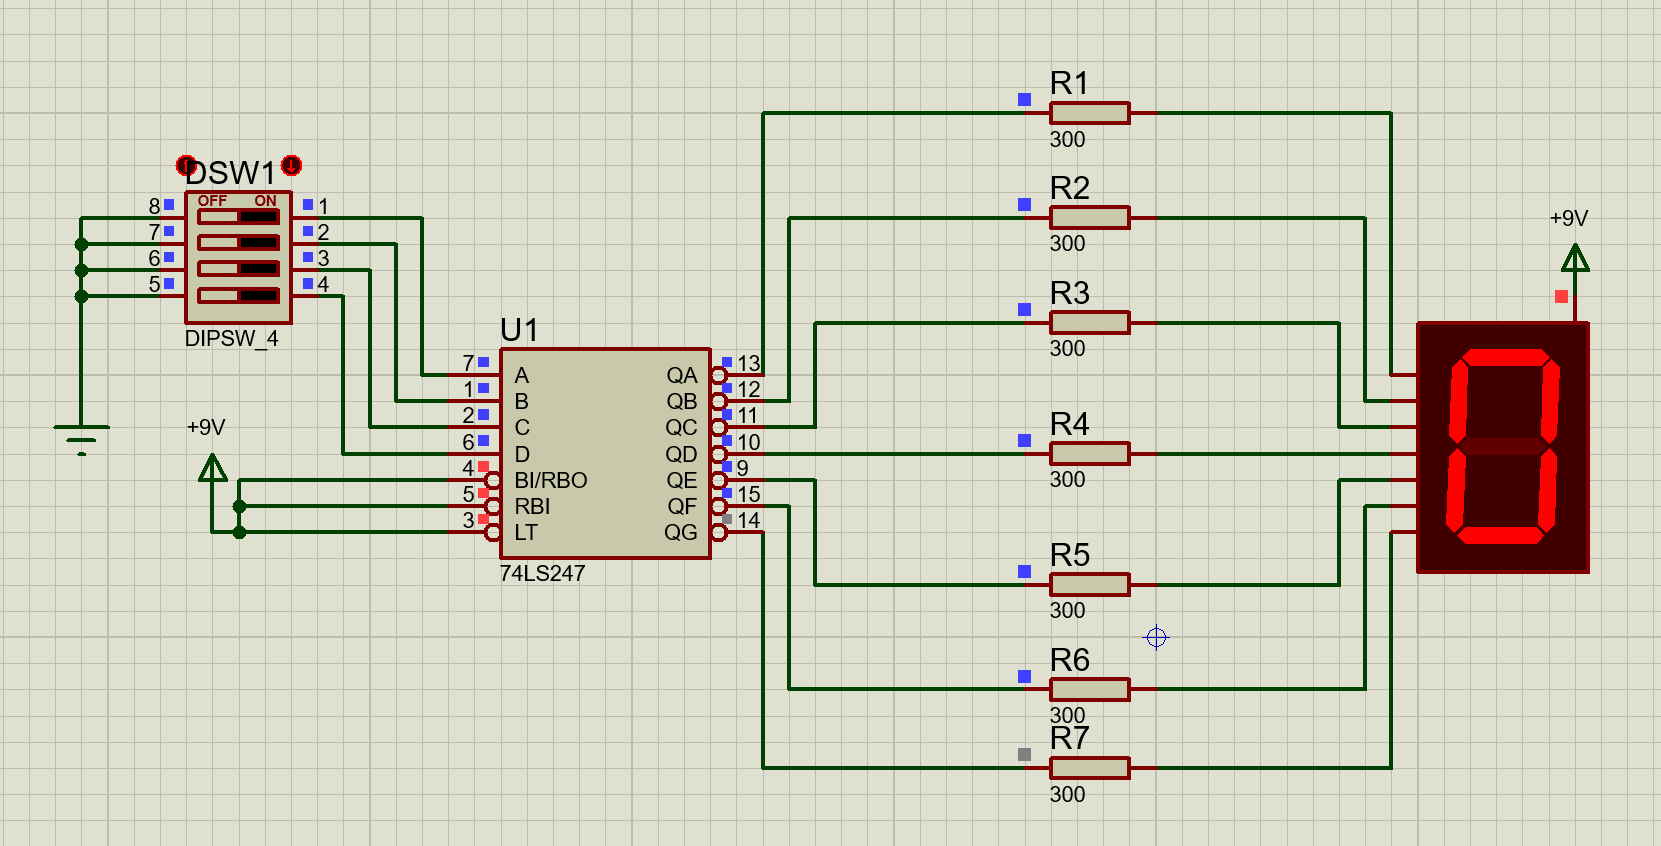 DSW1
OFF ON
8 1
7 2
6 3
5 4
DIPSW_4
+9V
U1
7 A QA 13
1 B QB 12
2 C QC 11
6 D QD 10
4 BI/RBO QE 9
5 RBI QF 15
3 LT QG 14
74LS247
R1
300
R2
300
R3
300
R4
300
R5
300
R6
300
R7
300
+9V
0